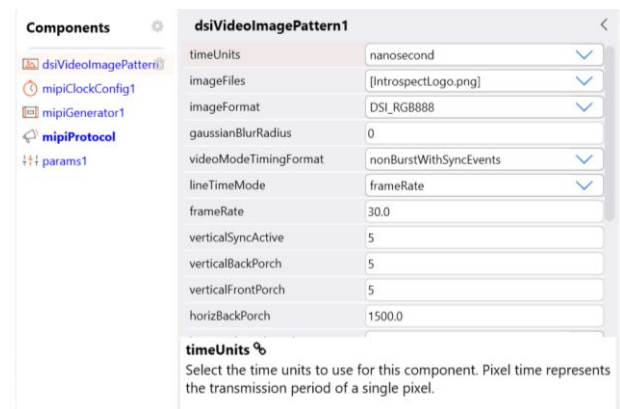 Components
dsiVideoImagePattern1
mipiClockConfig1
mipiGenerator1
mipiProtocol
params1
dsiVideoImagePattern1
timeUnits nanosecond
imageFiles [IntrospectLogo.png]
imageFormat DSI_RGB888
gaussianBlurRadius 0
videoModeTimingFormat nonBurstWithSyncEvents
lineTimeMode frameRate
frameRate 30.0
verticalSyncActive 5
verticalBackPorch 5
verticalFrontPorch 5
horizBackPorch 1500.0
timeUnits
Select the time units to use for this component. Pixel time represents
the transmission period of a single pixel.